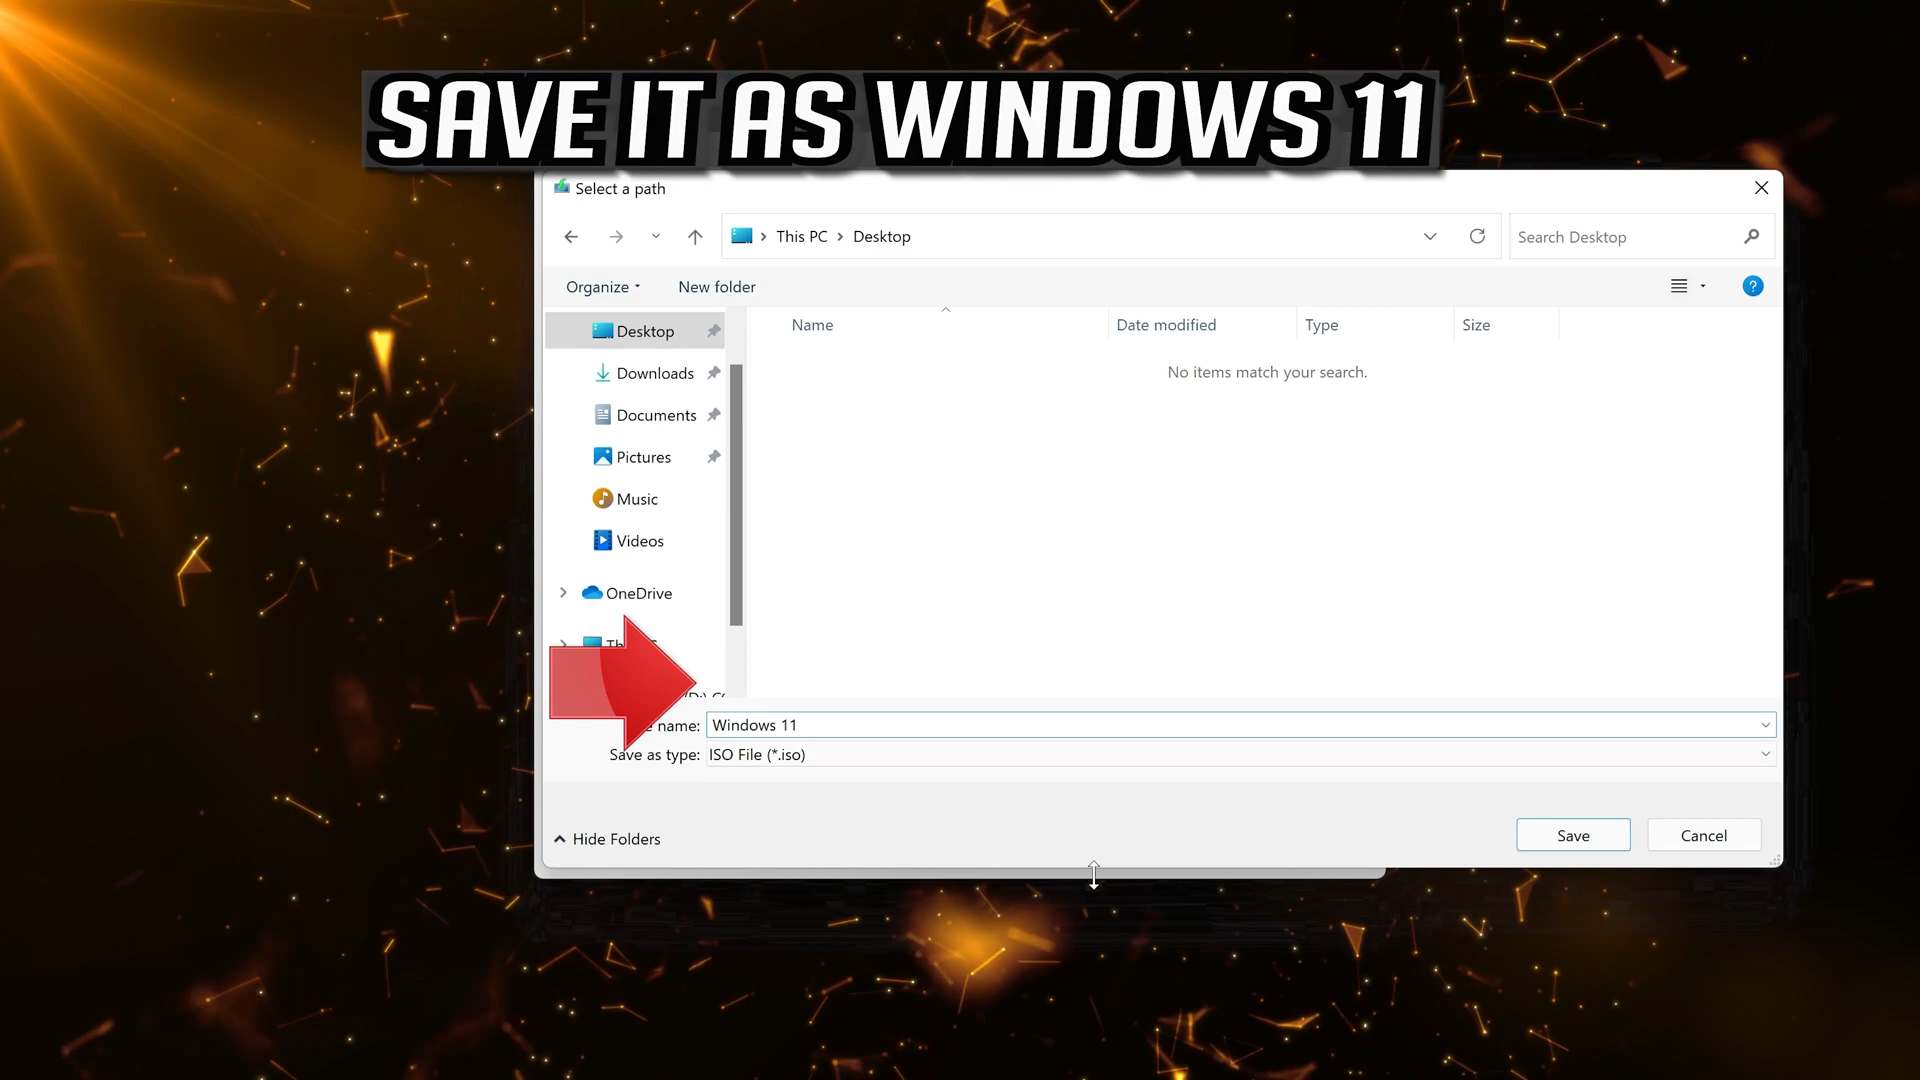 SAVE IT AS WINDOWS 11
Select a path
This PC > Desktop
Search Desktop
Organize
New folder
?
Name
Date modified
Type
Size
No items match your search.
Desktop
Downloads
Documents
Pictures
Music
Videos
OneDrive
name: Windows 11
Save as type: ISO File (*.iso)
Hide Folders
Save
Cancel